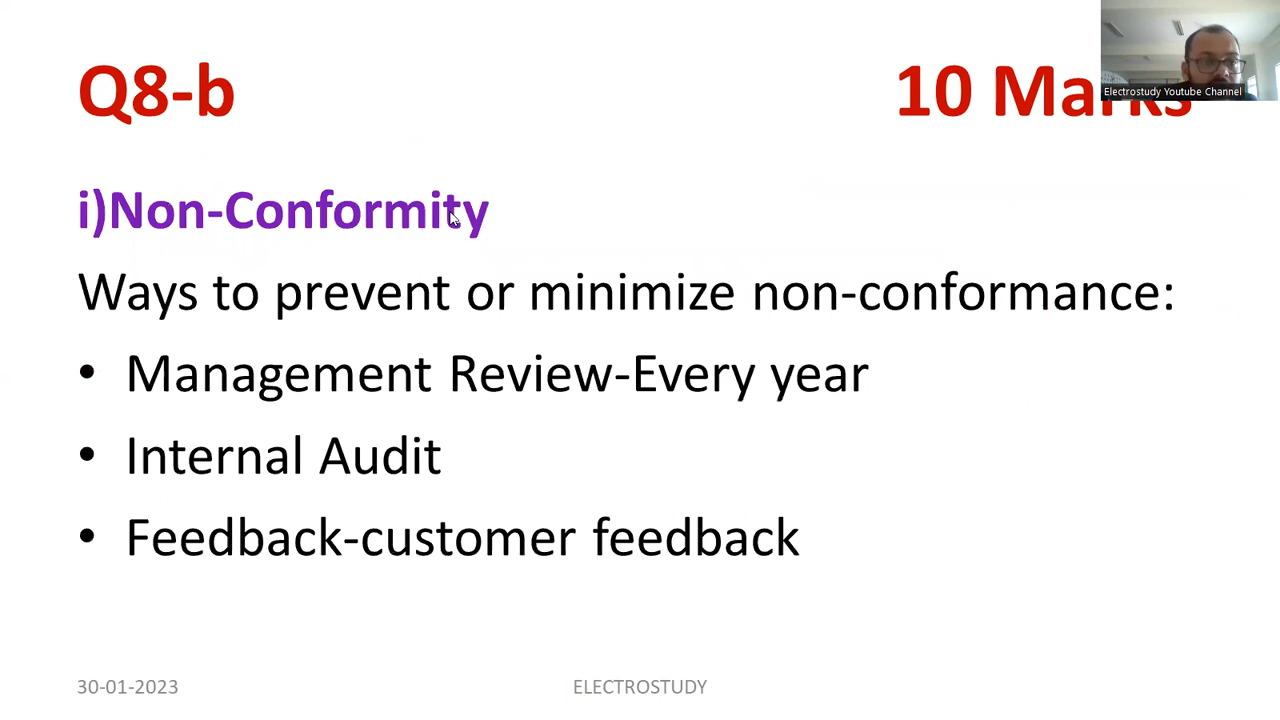 Q8-b
10 Marks
Electrostudy Youtube Channel
i)Non-Conformity
Ways to prevent or minimize non-conformance:
• Management Review-Every year
• Internal Audit
• Feedback-customer feedback
30-01-2023
ELECTROSTUDY